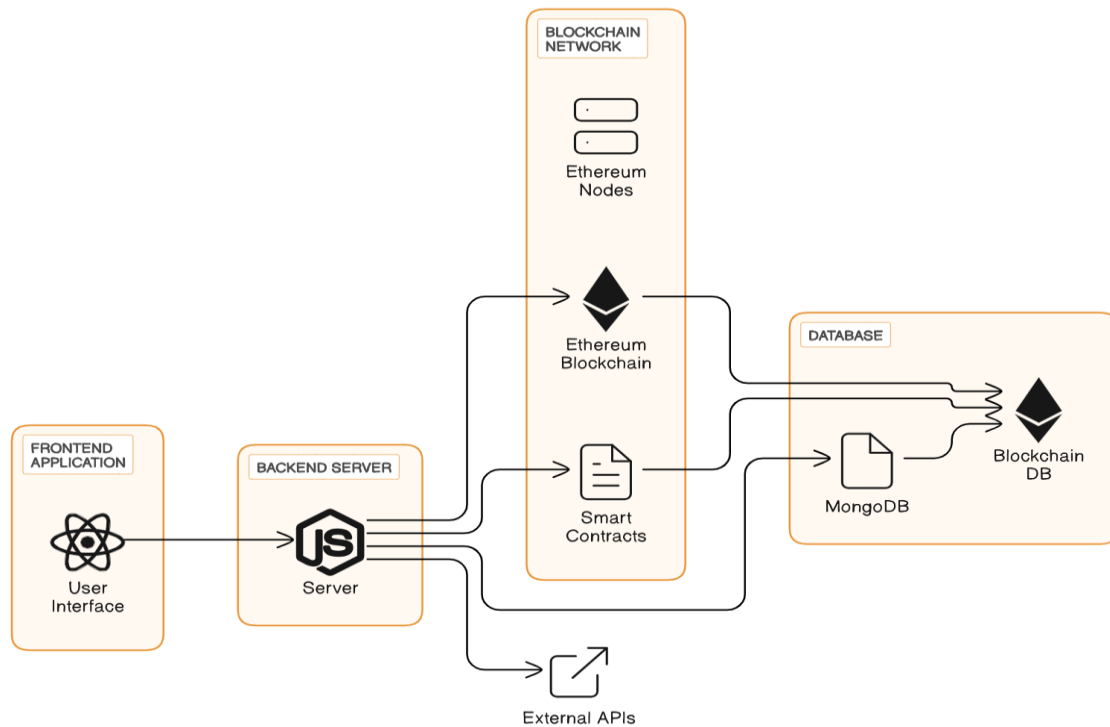 BLOCKCHAIN
NETWORK
Ethereum
Nodes
Ethereum
Blockchain
DATABASE
FRONTEND
APPLICATION
BACKEND SERVER
Blockchain
DB
MongoDB
Smart
Contracts
JS
User
Interface
Server
External APIs